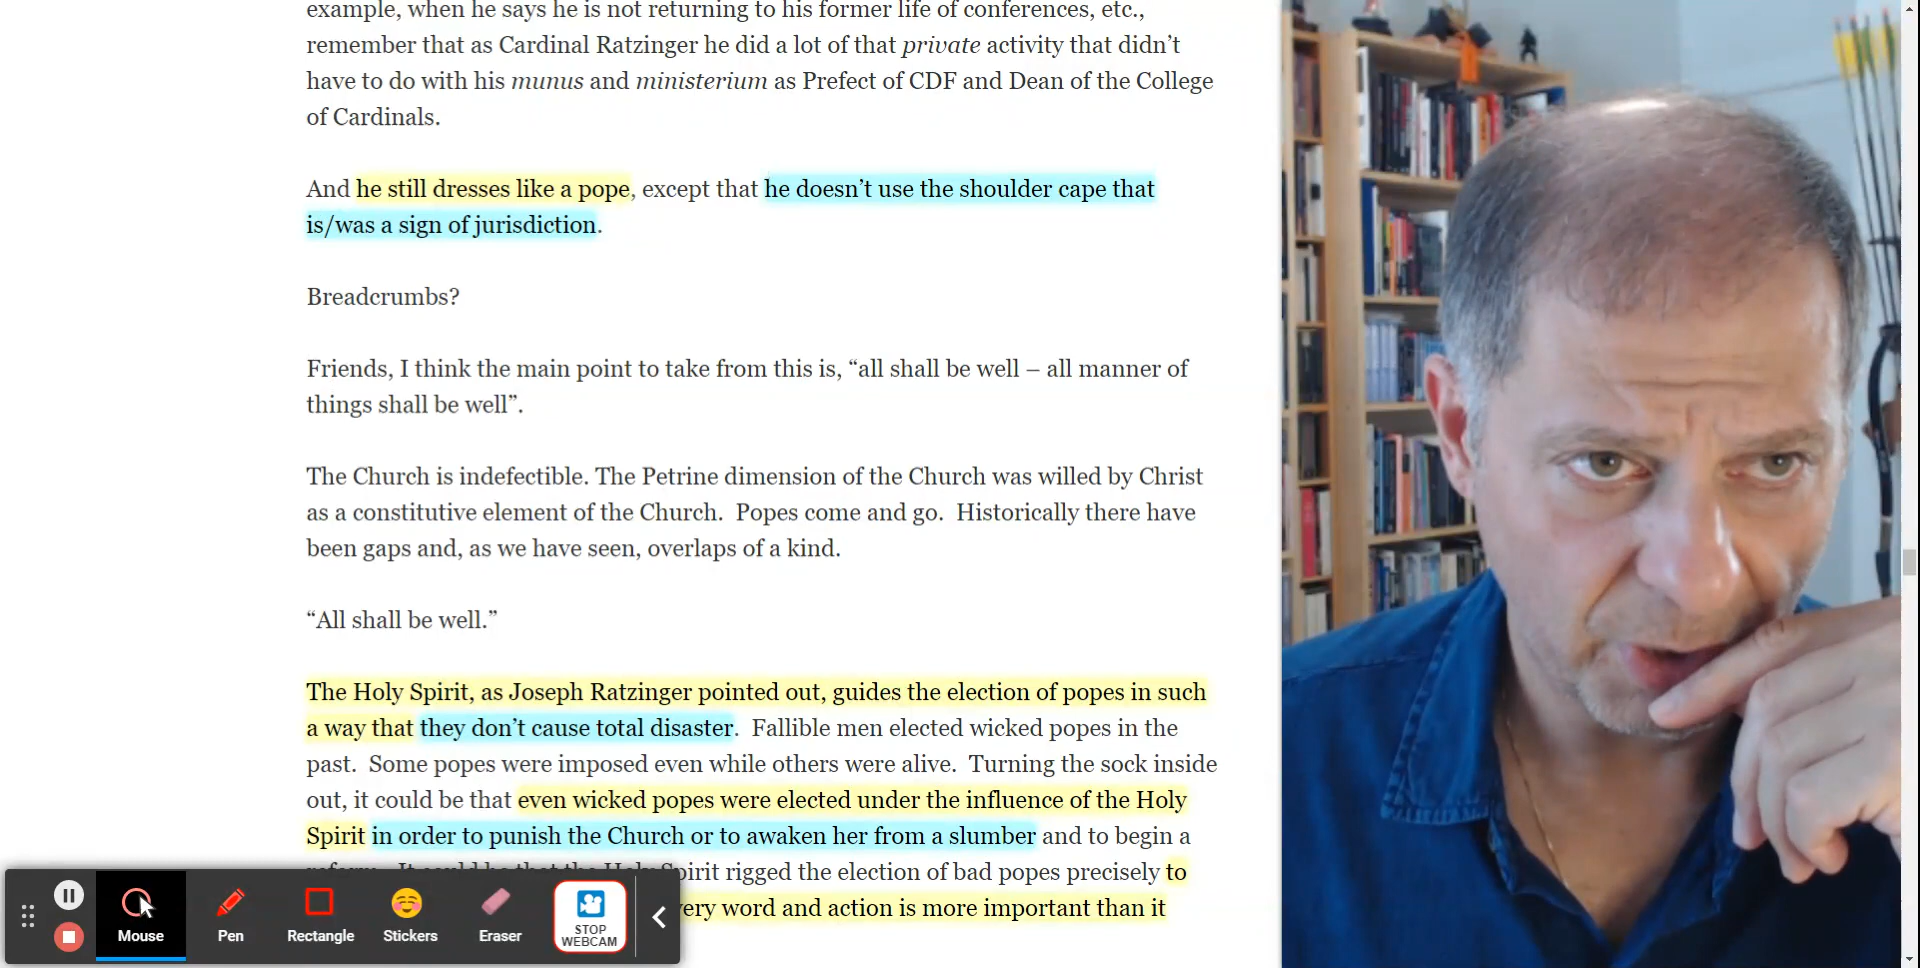 example, when he says he is not returning to his former life of conferences, etc.,
remember that as Cardinal Ratzinger he did a lot of that private activity that didn’t
have to do with his munus and ministerium as Prefect of CDF and Dean of the College
of Cardinals.
And he still dresses like a pope, except that he doesn’t use the shoulder cape that
is/was a sign of jurisdiction.
Breadcrumbs?
Friends, I think the main point to take from this is, “all shall be well – all manner of
things shall be well”.
The Church is indefectible. The Petrine dimension of the Church was willed by Christ
as a constitutive element of the Church.  Popes come and go.  Historically there have
been gaps and, as we have seen, overlaps of a kind.
“All shall be well.”
The Holy Spirit, as Joseph Ratzinger pointed out, guides the election of popes in such
a way that they don’t cause total disaster.  Fallible men elected wicked popes in the
past.  Some popes were imposed even while others were alive.  Turning the sock inside
out, it could be that even wicked popes were elected under the influence of the Holy
Spirit in order to punish the Church or to awaken her from a slumber and to begin a
rigged the election of bad popes precisely to
word and action is more important than it
Mouse
Pen
Rectangle
Stickers
Eraser
STOP
WEBCAM